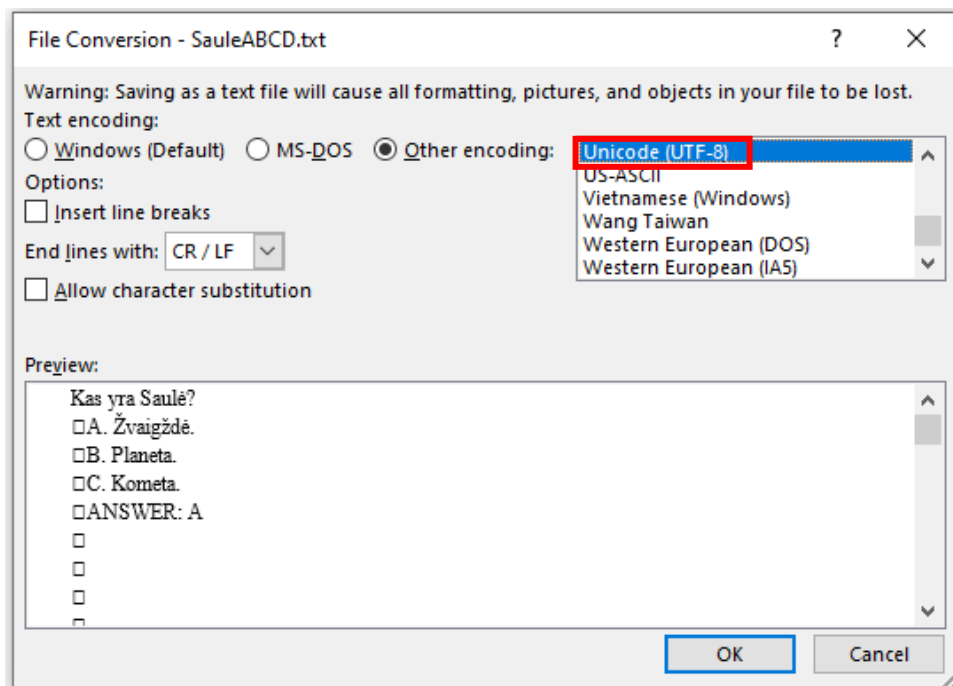 File Conversion - SauleABCD.txt
Warning: Saving as a text file will cause all formatting, pictures, and objects in your file to be lost.
Text encoding:
Windows (Default) MS-DOS Other encoding:
Unicode (UTF-8)
US-ASCII
Vietnamese (Windows)
Wang Taiwan
Western European (DOS)
Western European (IA5)
Options:
Insert line breaks
End lines with: CR / LF
Allow character substitution
Preview:
Kas yra Saulė?
□A. Žvaigždė.
□B. Planeta.
□C. Kometa.
□ANSWER: A
□
□
□
□
OK Cancel